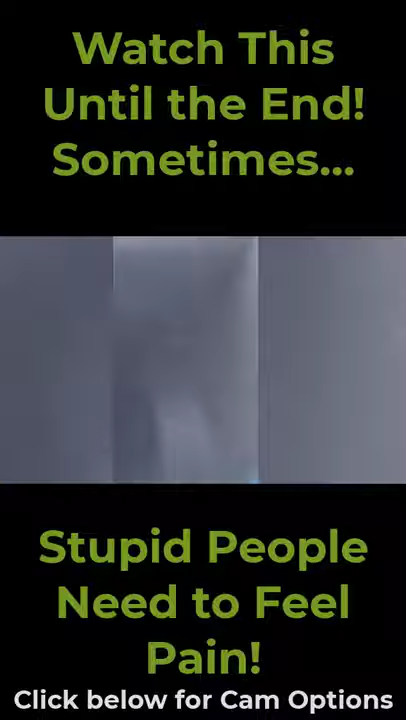 Watch This
Until the End!
Sometimes...
Stupid People
Need to Feel
Pain!
Click below for Cam Options